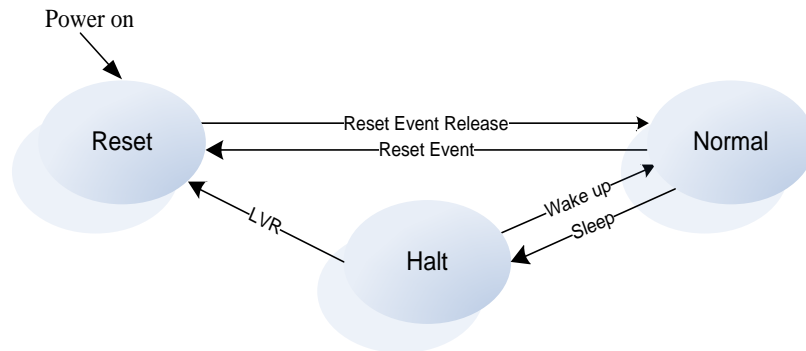 Power on
Reset
Reset Event Release
Reset Event
Normal
LVR
Wake up
Sleep
Halt